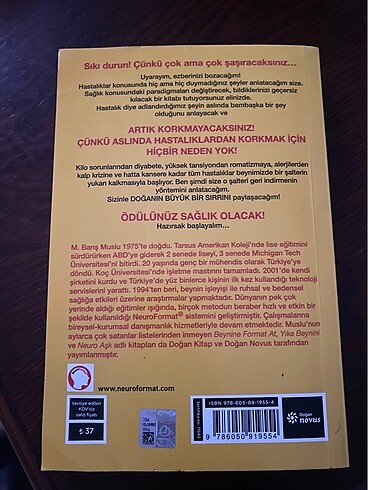 Sıkı durun! Çünkü çok ama çok şaşıracaksınız...
Uyarayım, ezberinizi bozacağım!
Hastalıklar konusunda hiç ama hiç duymadığınız şeyler anlatacağım size.
Sağlık konusundaki paradigmaları değiştirecek, bildiklerinizi geçersiz
kılacak bir kitabı tutuyorsunuz elinizde.
Hastalık diye adlandırdığımız şeyin aslında bambaşka bir şey
olduğunu anlayacak ve
ARTIK KORKMAYACAKSINIZ!
ÇÜNKÜ ASLINDA HASTALIKLARDAN KORKMAK İÇİN
HİÇBİR NEDEN YOK!
Kilo sorunlarından diyabete, yüksek tansiyondan romatizmaya, alerjilerden
kalp krizine ve hatta kansere kadar tüm hastalıklar beynimizde bir şalterin
yukarı kalkmasıyla başlıyor. Ben şimdi size o şalteri geri indirmenin
yöntemini anlatacağım.
Sizinle DOĞANIN BÜYÜK BİR SIRRINI paylaşacağım!
ÖDÜLÜNÜZ SAĞLIK OLACAK!
Hazırsak başlayalım...
M. Barış Muslu 1975'te doğdu. Tarsus Amerikan Koleji'nde lise eğitimini
sürdürürken ABD'ye giderek 2 senede liseyi, 3 senede Michigan Tech
Üniversitesi'ni bitirdi. 20 yaşında genç bir mühendis olarak Türkiye'ye
döndü. Koç Üniversitesi'nde işletme mastırını tamamladı. 2001'de kendi
şirketini kurdu ve Türkiye'de yüz binlerce kişinin ilk kez kullandığı teknoloji
servislerini yarattı. 1994'ten beri, beynin işleyişi ile ruhsal ve bedensel
sağlığa etkileri üzerine araştırmalar yapmaktadır. Dünyanın pek çok
yerinde aldığı eğitimler ışığında, birçok metodun beraber hızlı ve etkin bir
şekilde kullanıldığı NeuroFormat® sistemini geliştirmiştir. Çalışmalarına
bireysel-kurumsal danışmanlık hizmetleriyle devam etmektedir. Muslu'nun
aylarca çok satanlar listelerinden inmeyen Beynine Format At, Yıka Beynini
ve Neuro Aşk adlı kitapları da Doğan Kitap ve Doğan Novus tarafından
yayımlanmıştır.
www.neuroformat.com
tavsiye edilen
KDV'siz
satış fiyatı
₺ 37
ISBN 978-605-09-1955-4
9 786050 919554
Doğan
novus